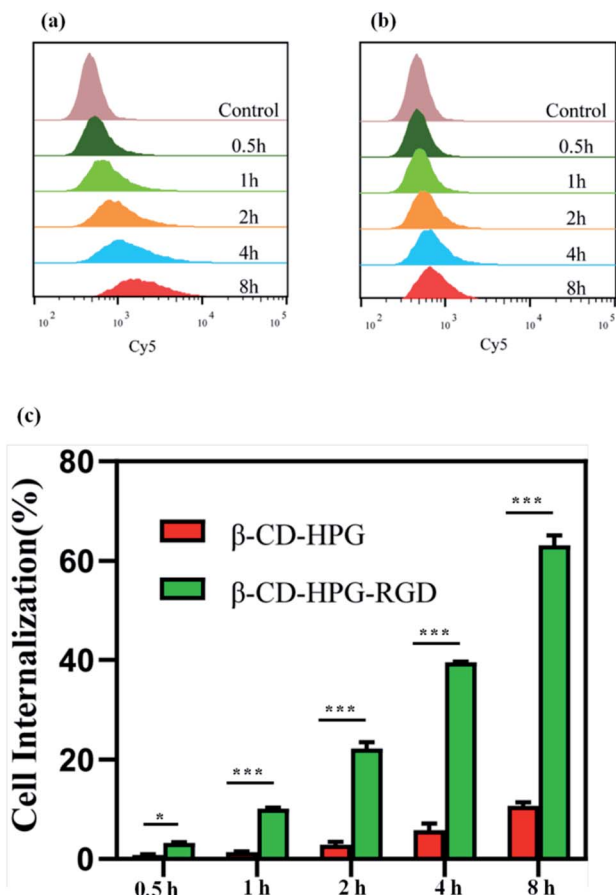 (a)
Control
0.5h
1h
2h
4h
8h
10² 10³ 10⁴ 10⁵
Cy5
(b)
Control
0.5h
1h
2h
4h
8h
10² 10³ 10⁴ 10⁵
Cy5
(c)
Cell Internalization(%)
80
60
40
20
0
β-CD-HPG
β-CD-HPG-RGD
*
***
***
***
***
0.5 h 1 h 2 h 4 h 8 h